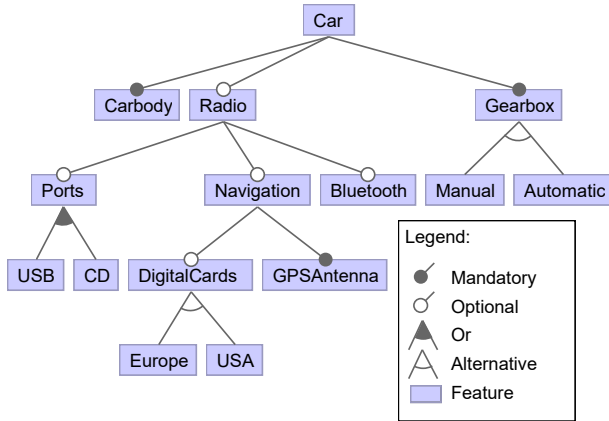 Car
Carbody
Radio
Gearbox
Ports
Navigation
Bluetooth
Manual
Automatic
USB
CD
DigitalCards
GPSAntenna
Europe
USA
Legend:
Mandatory
Optional
Or
Alternative
Feature